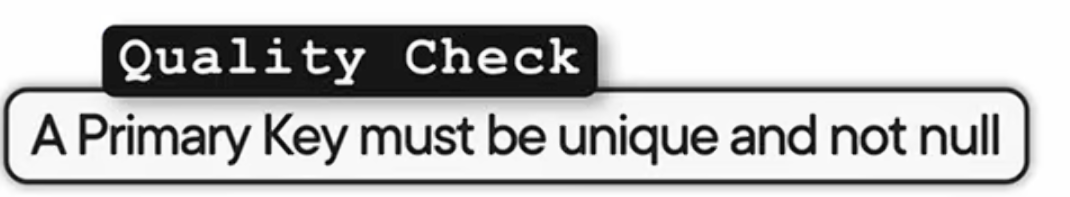 Quality Check
A Primary Key must be unique and not null